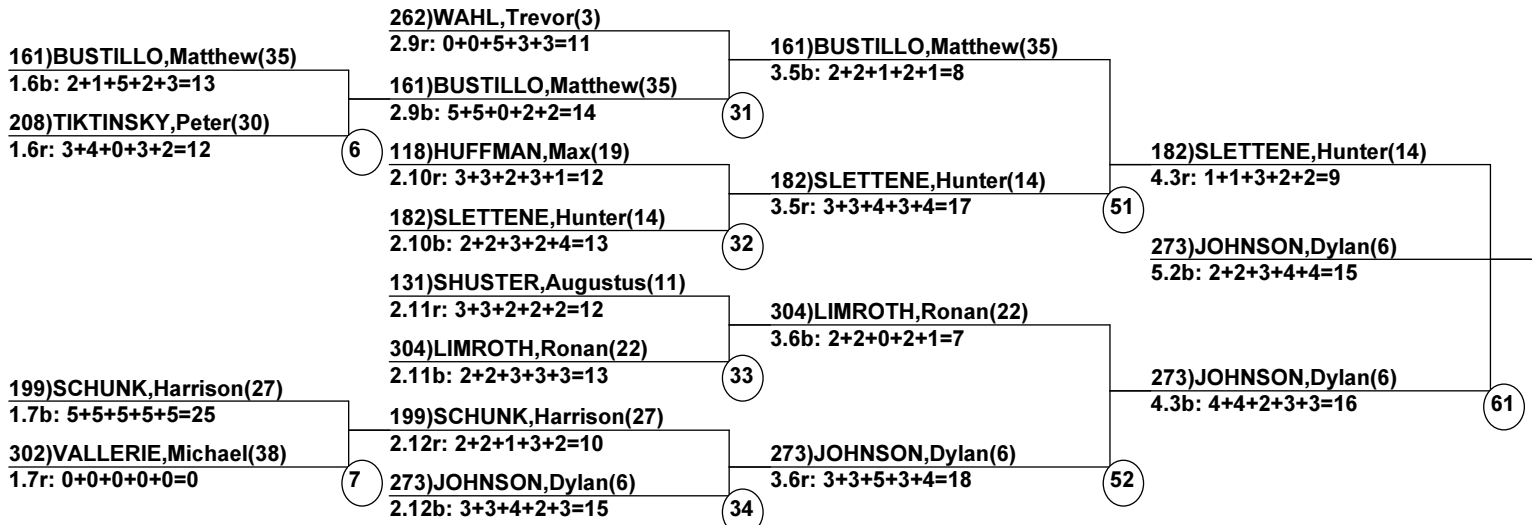 161)BUSTILLO,Matthew(35)
1.6b: 2+1+5+2+3=13
208)TIKTINSKY,Peter(30)
1.6r: 3+4+0+3+2=12
6
199)SCHUNK,Harrison(27)
1.7b: 5+5+5+5+5=25
302)VALLERIE,Michael(38)
1.7r: 0+0+0+0+0=0
7
262)WAHL,Trevor(3)
2.9r: 0+0+5+3+3=11
161)BUSTILLO,Matthew(35)
2.9b: 5+5+0+2+2=14
31
118)HUFFMAN,Max(19)
2.10r: 3+3+2+3+1=12
182)SLETTENE,Hunter(14)
2.10b: 2+2+3+2+4=13
32
131)SHUSTER,Augustus(11)
2.11r: 3+3+2+2+2=12
304)LIMROTH,Ronan(22)
2.11b: 2+2+3+3+3=13
33
199)SCHUNK,Harrison(27)
2.12r: 2+2+1+3+2=10
273)JOHNSON,Dylan(6)
2.12b: 3+3+4+2+3=15
34
161)BUSTILLO,Matthew(35)
3.5b: 2+2+1+2+1=8
182)SLETTENE,Hunter(14)
3.5r: 3+3+4+3+4=17
51
304)LIMROTH,Ronan(22)
3.6b: 2+2+0+2+1=7
273)JOHNSON,Dylan(6)
3.6r: 3+3+5+3+4=18
52
182)SLETTENE,Hunter(14)
4.3r: 1+1+3+2+2=9
273)JOHNSON,Dylan(6)
5.2b: 2+2+3+4+4=15
273)JOHNSON,Dylan(6)
4.3b: 4+4+2+3+3=16
61